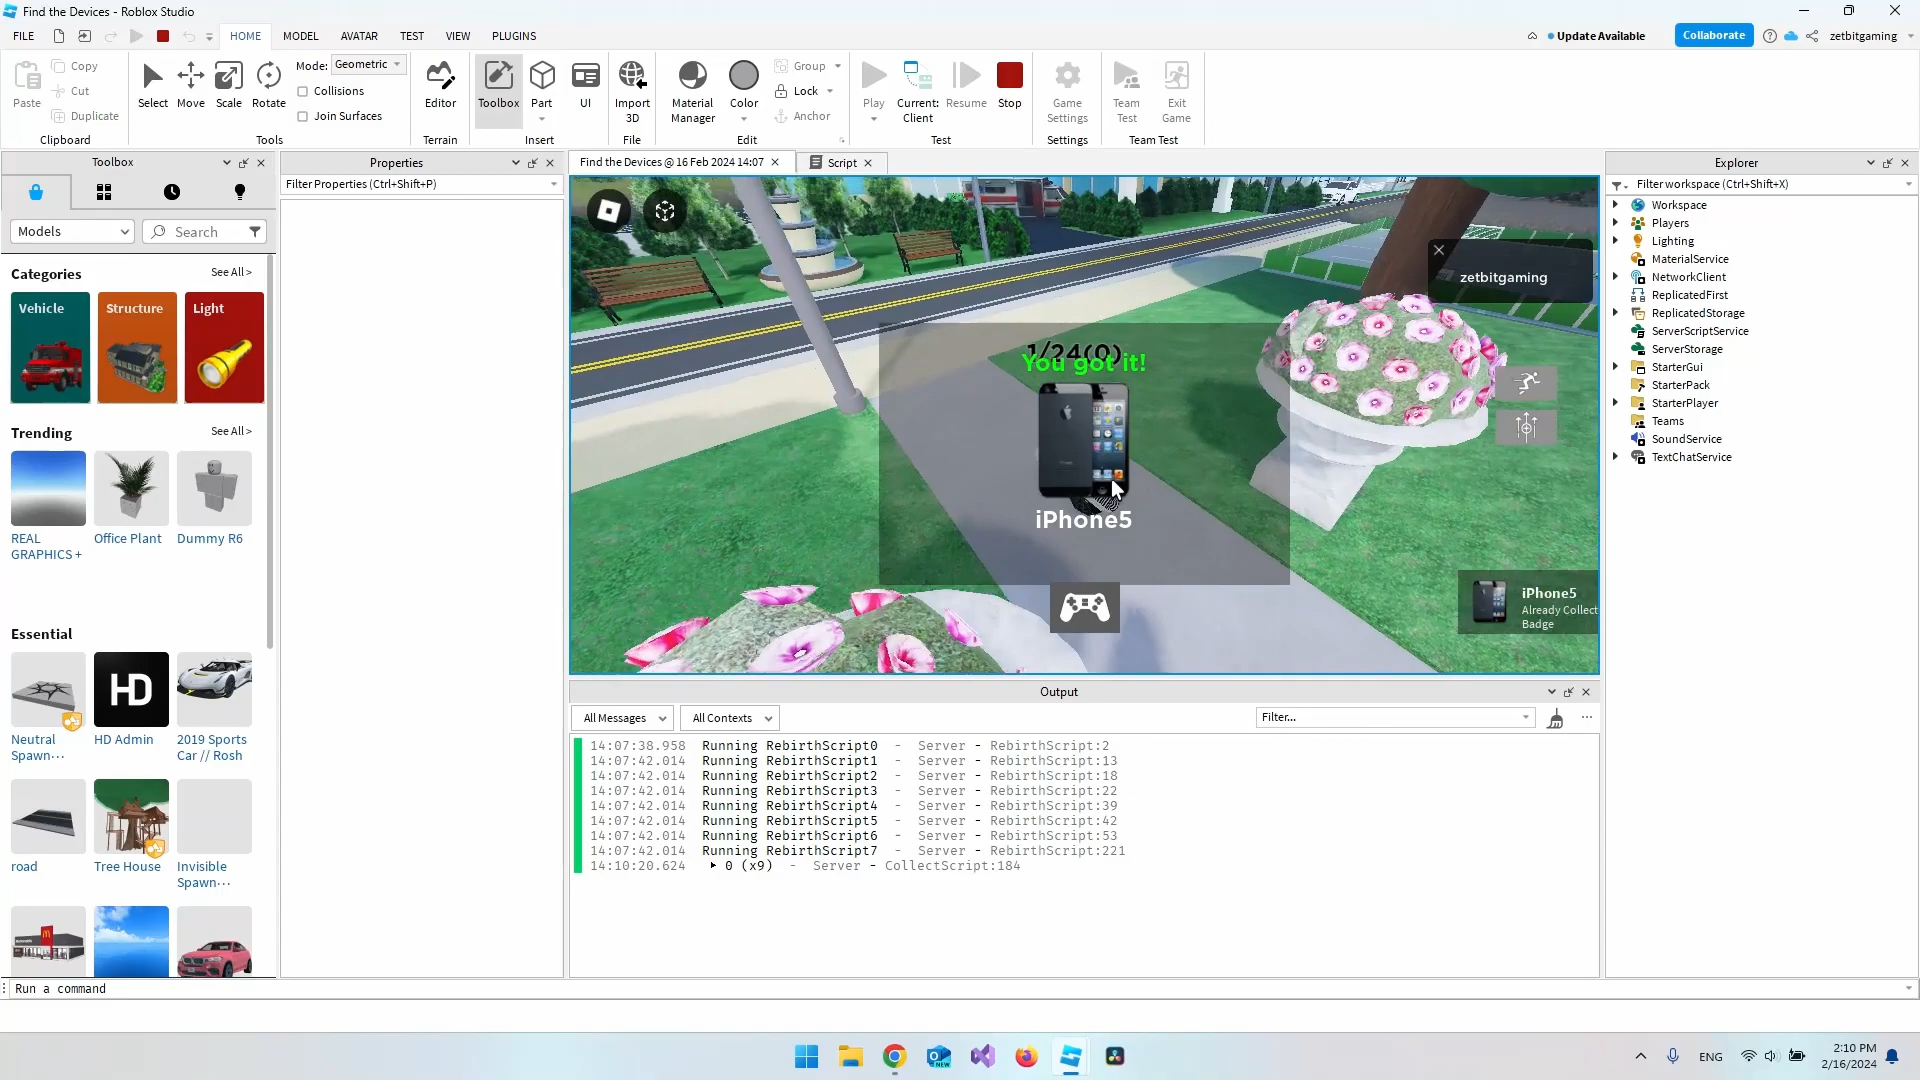 Find the Devices - Roblox Studio
FILE
HOME
MODEL
AVATAR
TEST
VIEW
PLUGINS
Update Available
Collaborate
zetbitgaming
Paste
Copy
Cut
Duplicate
Clipboard
Select
Move
Scale
Rotate
Mode:
Geometric
Collisions
Join Surfaces
Tools
Editor
Terrain
Toolbox
Part
UI
Insert
Import
3D
File
Material
Manager
Color
Group
Lock
Anchor
Edit
Play
Current:
Client
Resume
Stop
Test
Game
Settings
Settings
Team
Test
Exit
Game
Team Test
Toolbox
Models
Search
Categories
See All >
Vehicle
Structure
Light
Trending
See All >
REAL
GRAPHICS +
Office Plant
Dummy R6
Essential
HD
Neutral
Spawn···
HD Admin
2019 Sports
Car // Rosh
road
Tree House
Invisible
Spawn···
Properties
Filter Properties (Ctrl+Shift+P)
Find the Devices @ 16 Feb 2024 14:07
Script
zetbitgaming
1/24(0)
You got it!
iPhone5
iPhone5
Already Collect
Badge
Output
All Messages
All Contexts
Filter...
14:07:38.958 Running RebirthScript0 - Server - RebirthScript:2
14:07:42.014 Running RebirthScript1 - Server - RebirthScript:13
14:07:42.014 Running RebirthScript2 - Server - RebirthScript:18
14:07:42.014 Running RebirthScript3 - Server - RebirthScript:22
14:07:42.014 Running RebirthScript4 - Server - RebirthScript:39
14:07:42.014 Running RebirthScript5 - Server - RebirthScript:42
14:07:42.014 Running RebirthScript6 - Server - RebirthScript:53
14:07:42.014 Running RebirthScript7 - Server - RebirthScript:221
14:10:20.624 0 (x9) - Server - CollectScript:184
Explorer
Filter workspace (Ctrl+Shift+X)
Workspace
Players
Lighting
MaterialService
NetworkClient
ReplicatedFirst
ReplicatedStorage
ServerScriptService
ServerStorage
StarterGui
StarterPack
StarterPlayer
Teams
SoundService
TextChatService
Run a command
ENG
2:10 PM
2/16/2024